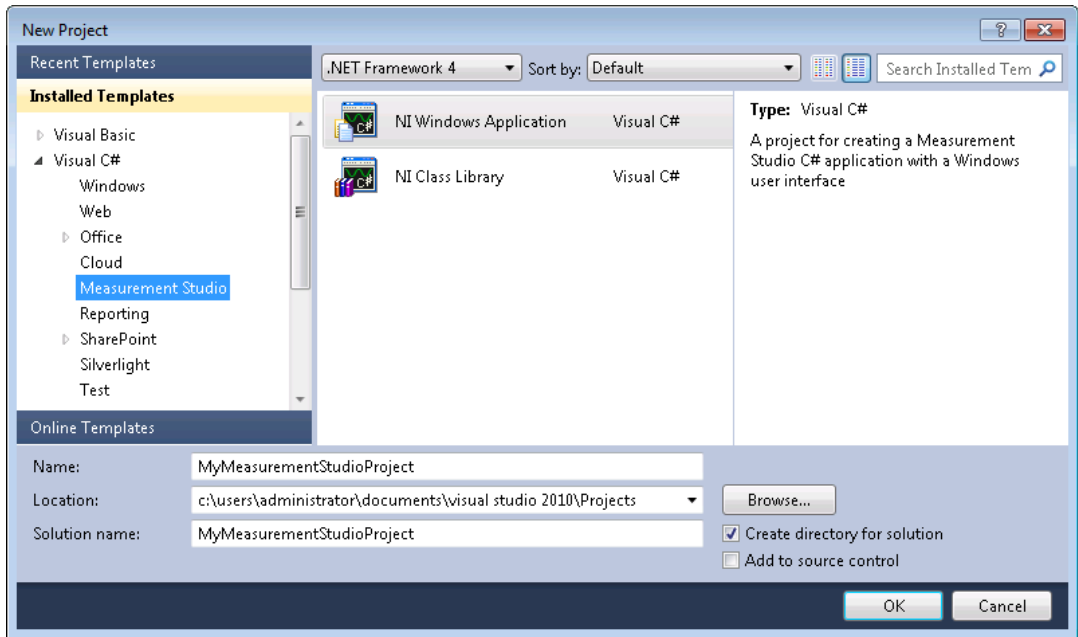 New Project
Recent Templates
Installed Templates
Visual Basic
Visual C#
Windows
Web
Office
Cloud
Measurement Studio
Reporting
SharePoint
Silverlight
Test
Online Templates
.NET Framework 4
Sort by: Default
Search Installed Tem
NI Windows Application Visual C#
NI Class Library Visual C#
Type: Visual C#
A project for creating a Measurement
Studio C# application with a Windows
user interface
Name: MyMeasurementStudioProject
Location: c:\users\administrator\documents\visual studio 2010\Projects
Browse...
Solution name: MyMeasurementStudioProject
Create directory for solution
Add to source control
OK Cancel